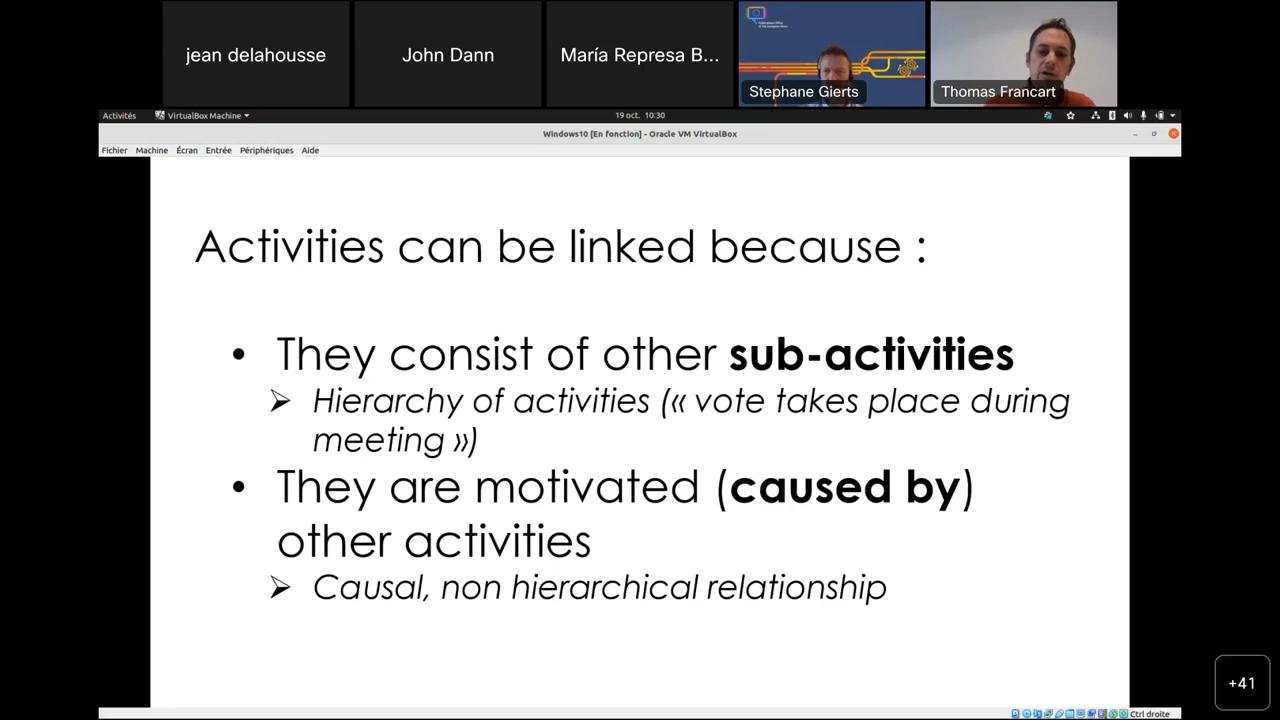 jean delahousse
John Dann
María Represa B...
Stephane Gierts
Thomas Francart
Activités
VirtualBox Machine
19 oct. 10:30
Windows10 [En fonction] - Oracle VM VirtualBox
Fichier Machine Écran Entrée Périphériques Aide
Activities can be linked because :
• They consist of other sub-activities
➢ Hierarchy of activities (« vote takes place during
meeting »)
• They are motivated (caused by)
other activities
➢ Causal, non hierarchical relationship
+41
Ctrl droite